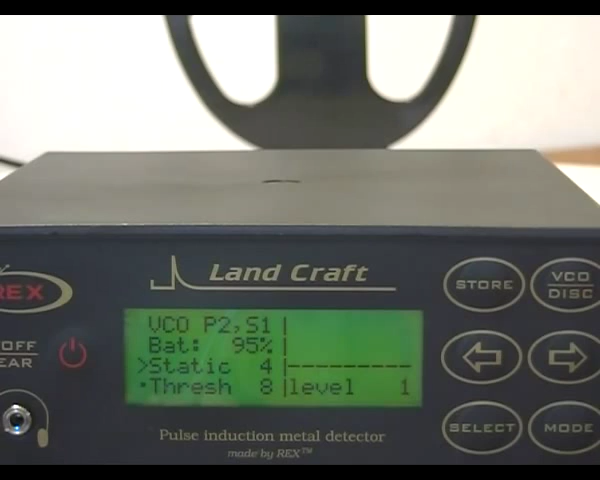 Land Craft
REX
OFF
EAR
VCO P2,S1|
Bat: 95%|
>Static 4|---------
·Thresh 8|level 1
Pulse induction metal detector
made by REX™
STORE
VCO
DISC
SELECT
MODE